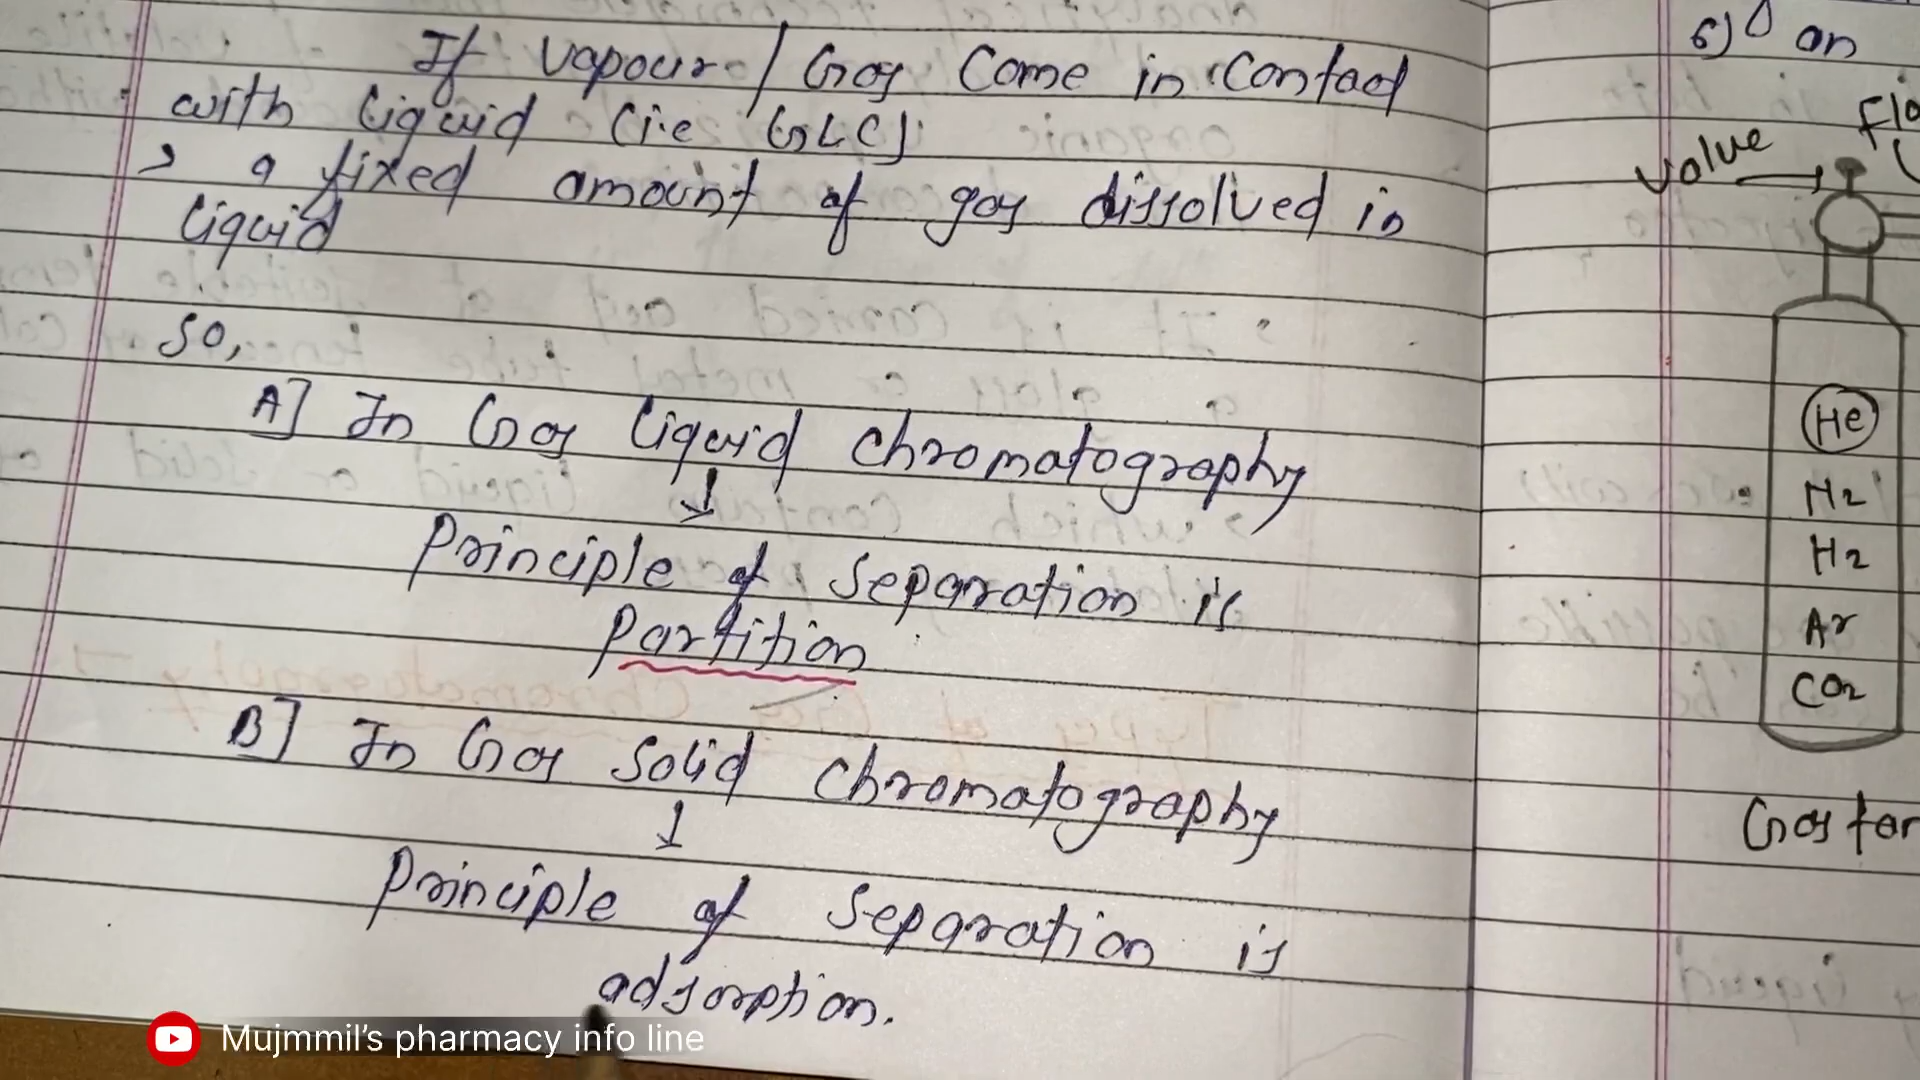 If vapour / Gas Come in Contact
with liquid (i.e GLC)
> a fixed amount of gas dissolved in
liquid
So,
A] In Gas liquid chromatography
↓
Principle of separation is
Partition
B] In Gas Solid chromatography
↓
Principle of separation is
adsorption.
6)
on
Flo
Valve →
He
H2
H2
Ar
CO2
Gas tan
Mujmmil’s pharmacy info line